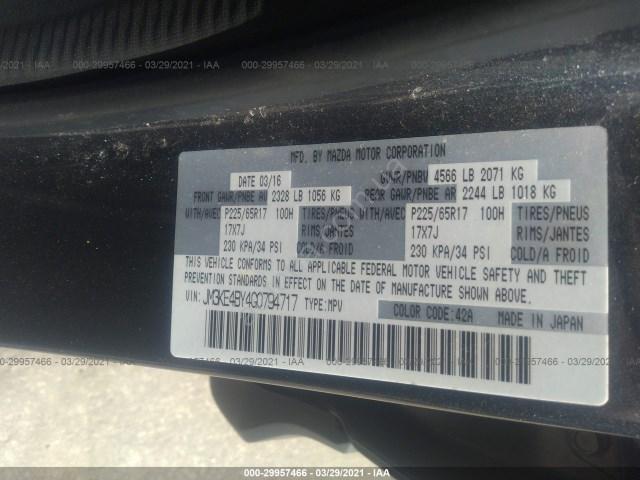 000-29957466 - 03/29/2021 - IAA
MFD. BY MAZDA MOTOR CORPORATION
DATE 03/16 GVWR/PNBV 4566 LB 2071 KG
FRONT GAWR/PNBE AV 2328 LB 1056 KG REAR GAWR/PNBE AR 2244 LB 1018 KG
WITH/AVEC P225/65R17 100H TIRES/PNEUS WITH/AVEC P225/65R17 100H TIRES/PNEUS
17X7J RIMS/JANTES 17X7J RIMS/JANTES
230 KPA/34 PSI COLD/A FROID 230 KPA/34 PSI COLD/A FROID
THIS VEHICLE CONFORMS TO ALL APPLICABLE FEDERAL MOTOR VEHICLE SAFETY AND THEFT
PREVENTION STANDARDS IN EFFECT ON THE DATE OF MANUFACTURE SHOWN ABOVE.
VIN: JM3KE4BY4G0794717 TYPE: MPV COLOR CODE: 42A MADE IN JAPAN
000-29957466 - 03/29/2021 - IAA